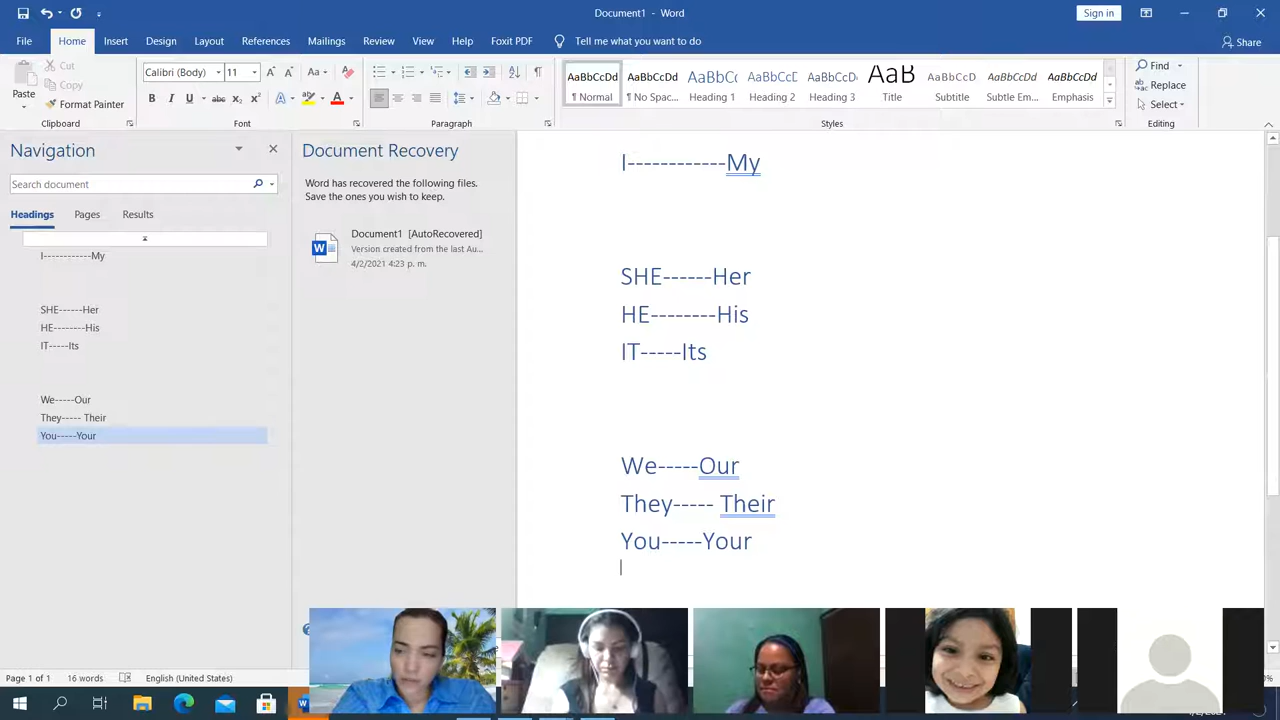 Document1 - Word
Sign in
File Home Insert Design Layout References Mailings Review View Help Foxit PDF Tell me what you want to do Share
Paste
Cut
Copy
Format Painter
Clipboard
Calibri (Body) 11
Font
Paragraph
AaBbCcDd AaBbCcDd AaBbC AaBbCcD AaBbCcD AaB AaBbCcD AaBbCcDd AaBbCcDd
¶ Normal ¶ No Spac... Heading 1 Heading 2 Heading 3 Title Subtitle Subtle Em... Emphasis
Styles
Find
Replace
Select
Editing
Navigation
Search document
Headings Pages Results
I------------My
SHE------Her
HE--------His
IT-----Its
We-----Our
They----- Their
You-----Your
Document Recovery
Word has recovered the following files.
Save the ones you wish to keep.
Document1 [AutoRecovered]
Version created from the last Au...
4/2/2021 4:23 p. m.
I------------My
SHE------Her
HE--------His
IT-----Its
We-----Our
They----- Their
You-----Your
Page 1 of 1 16 words English (United States)